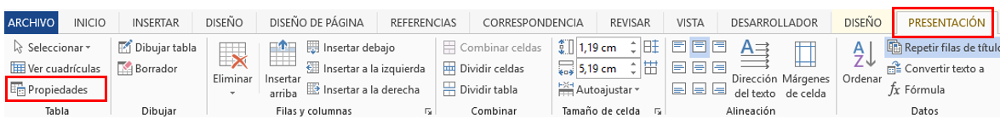 ARCHIVO INICIO INSERTAR DISEÑO DISEÑO DE PÁGINA REFERENCIAS CORRESPONDENCIA REVISAR VISTA DESARROLLADOR DISEÑO PRESENTACIÓN
Seleccionar
Ver cuadrículas
Propiedades
Tabla
Dibujar tabla
Borrador
Dibujar
Eliminar
Insertar
arriba
Insertar debajo
Insertar a la izquierda
Insertar a la derecha
Filas y columnas
Combinar celdas
Dividir celdas
Dividir tabla
Combinar
1,19 cm
5,19 cm
Autoajustar
Tamaño de celda
Dirección
del texto
Márgenes
de celda
Alineación
A
Z
Ordenar
Repetir filas de título
Convertir texto a
fx Fórmula
Datos